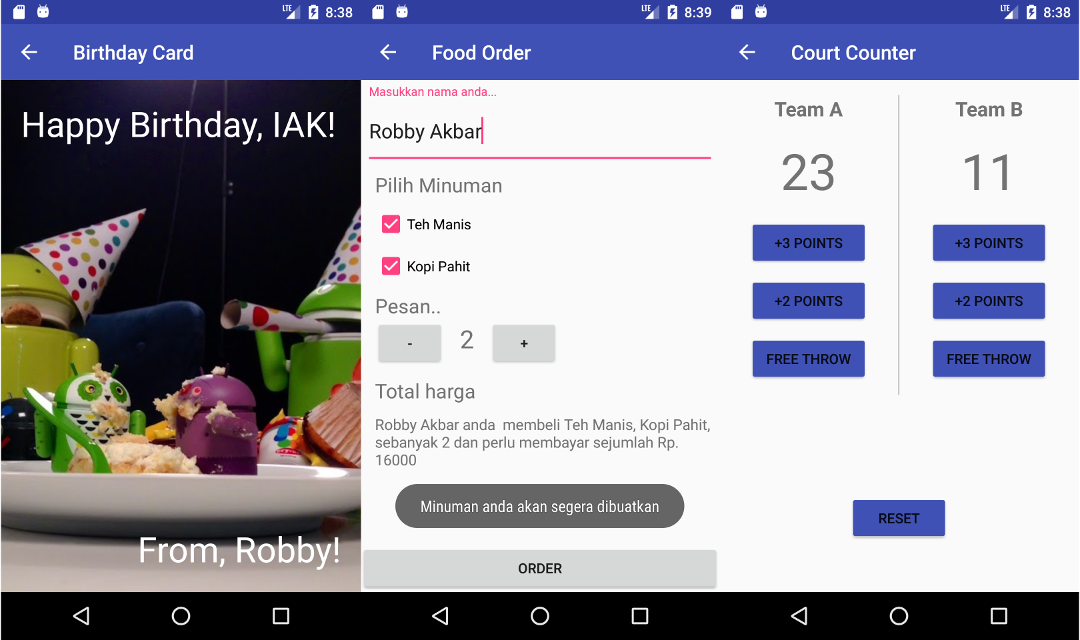 LTE 8:38
Birthday Card
Happy Birthday, IAK!
From, Robby!
LTE 8:39
Food Order
Masukkan nama anda...
Robby Akbar
Pilih Minuman
Teh Manis
Kopi Pahit
Pesan..
- 2 +
Total harga
Robby Akbar anda  membeli Teh Manis, Kopi Pahit,
sebanyak 2 dan perlu membayar sejumlah Rp.
16000
Minuman anda akan segera dibuatkan
ORDER
LTE 8:38
Court Counter
Team A
23
+3 POINTS
+2 POINTS
FREE THROW
Team B
11
+3 POINTS
+2 POINTS
FREE THROW
RESET